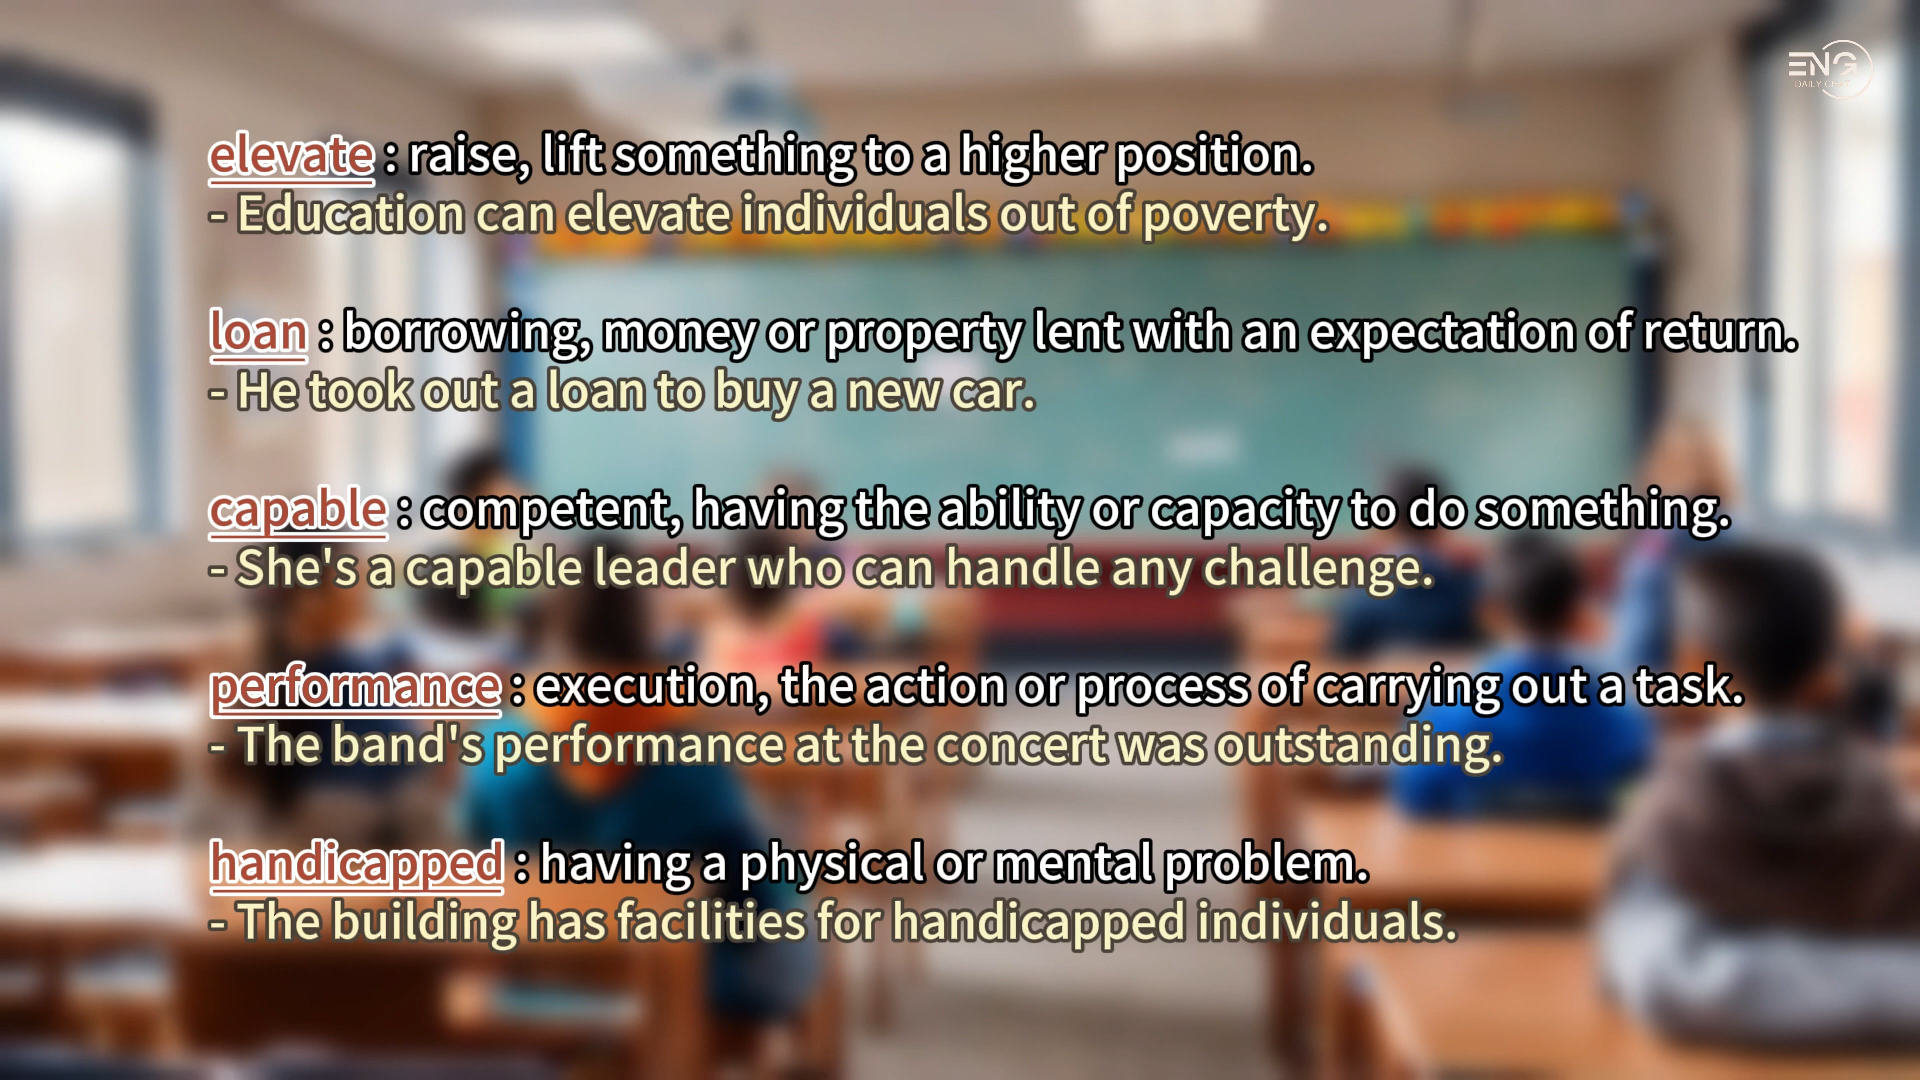 ENG
DAILY
elevate : raise, lift something to a higher position.
- Education can elevate individuals out of poverty.
loan : borrowing, money or property lent with an expectation of return.
- He took out a loan to buy a new car.
capable : competent, having the ability or capacity to do something.
- She's a capable leader who can handle any challenge.
performance : execution, the action or process of carrying out a task.
- The band's performance at the concert was outstanding.
handicapped : having a physical or mental problem.
- The building has facilities for handicapped individuals.